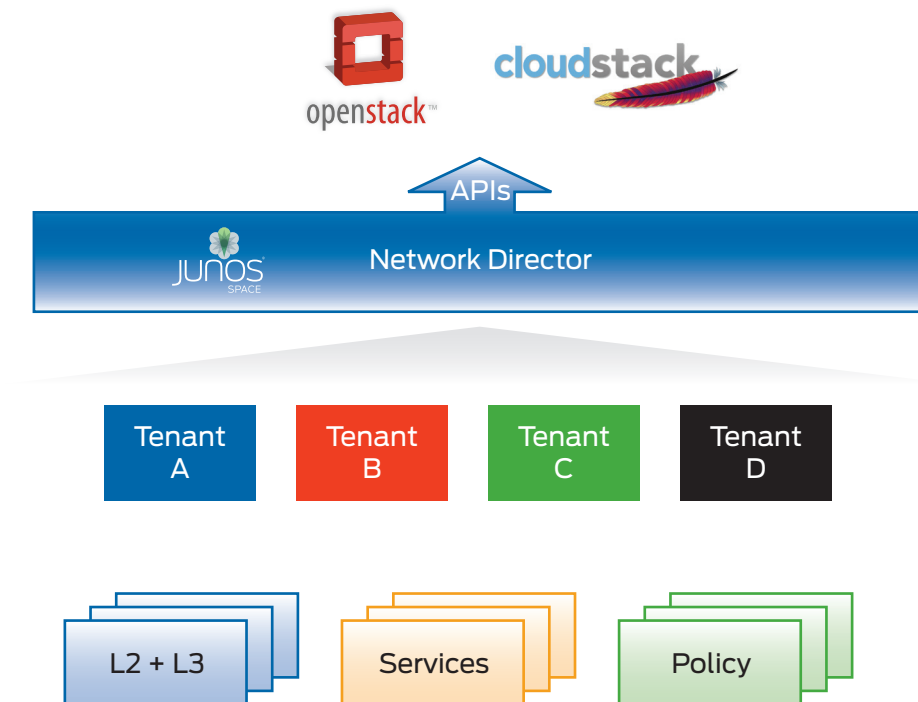 openstack™
cloudstack
APIs
JUNOS
SPACE
Network Director
Tenant
A
Tenant
B
Tenant
C
Tenant
D
L2 + L3
Services
Policy